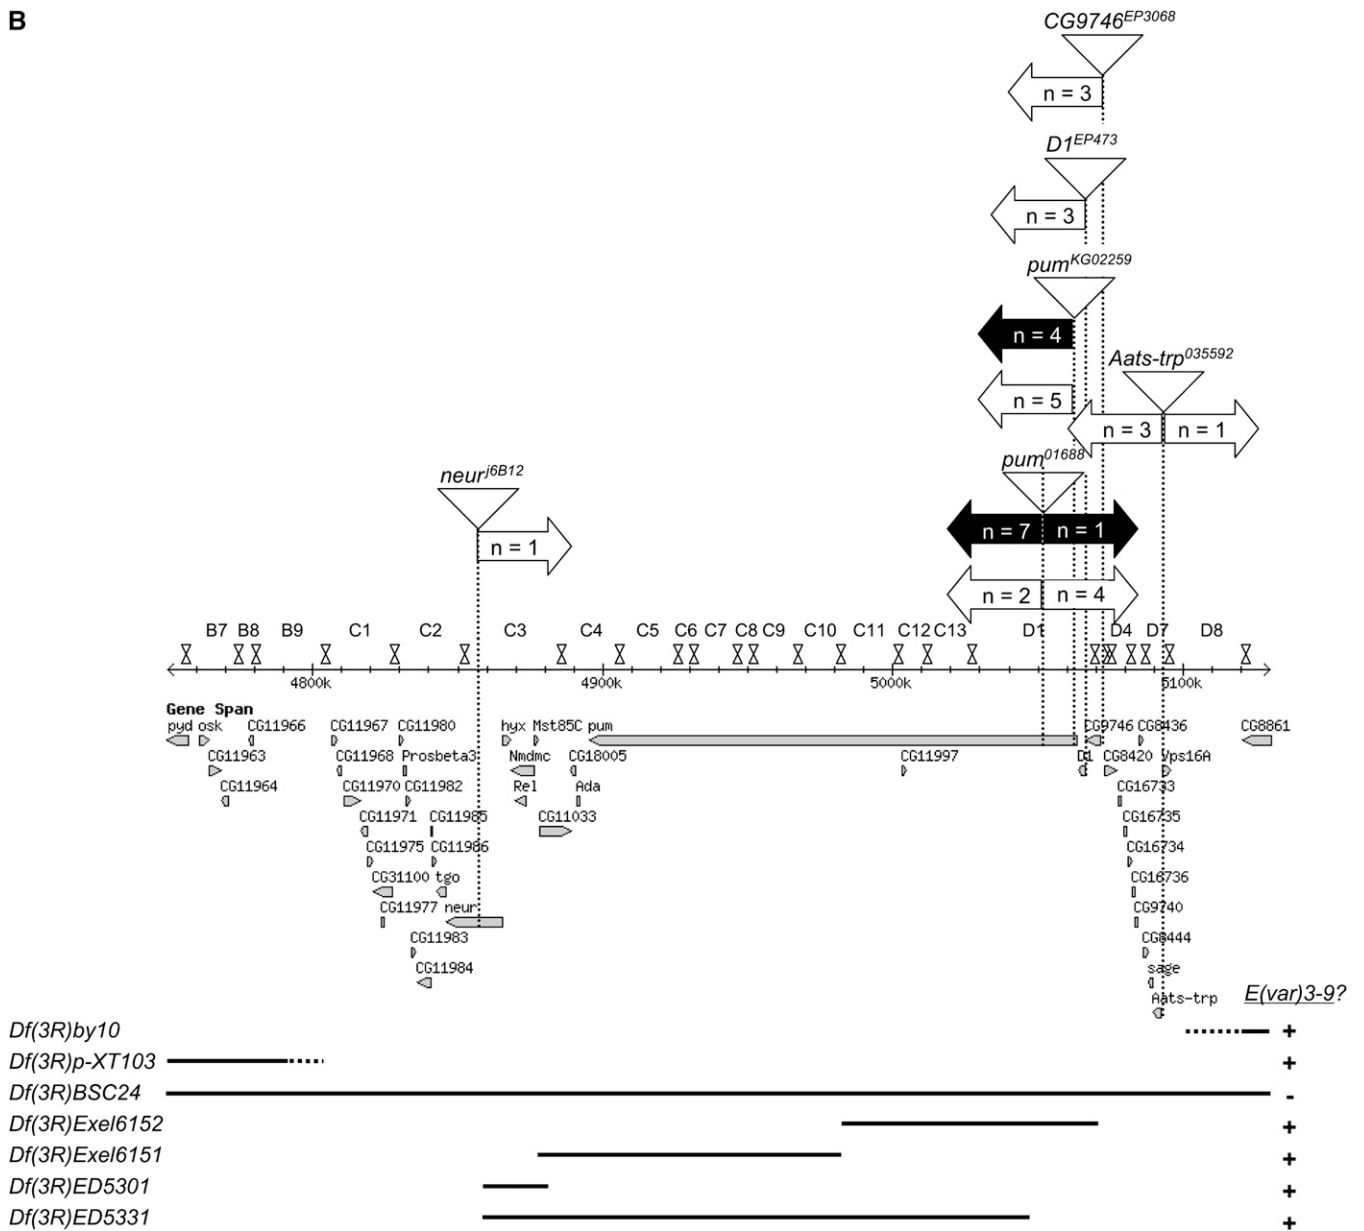 B
CG9746EP3068
n = 3
D1EP473
n = 3
pumKG02259
n = 4
Aats-trp035592
n = 5
n = 3 n = 1
pum01688
neurj6B12
n = 7 n = 1
n = 1
n = 2 n = 4
B7 B8 B9 C1 C2 C3 C4 C5 C6 C7 C8 C9 C10 C11 C12 C13 D1 D4 D7 D8
4800k 4900k 5000k 5100k
Gene Span
pyd osk CG11966 CG11967 CG11980 hyx Mst85C pum CG9746 CG8436 CG8861
CG11963 CG11968 Prosbeta3 Nmdmc CG18005 CG11997 D1 CG8420 Vps16A
CG11964 CG11970 CG11982 Rel Ada CG16733
CG11971 CG11985 CG11033 CG16735
CG11975 CG11986 CG16734
CG31100 tgo CG16736
CG11977 neur CG9740
CG11983 CG8444
CG11984 sage
Aats-trp E(var)3-9?
Df(3R)by10 +
Df(3R)p-XT103 +
Df(3R)BSC24 -
Df(3R)Exel6152 +
Df(3R)Exel6151 +
Df(3R)ED5301 +
Df(3R)ED5331 +